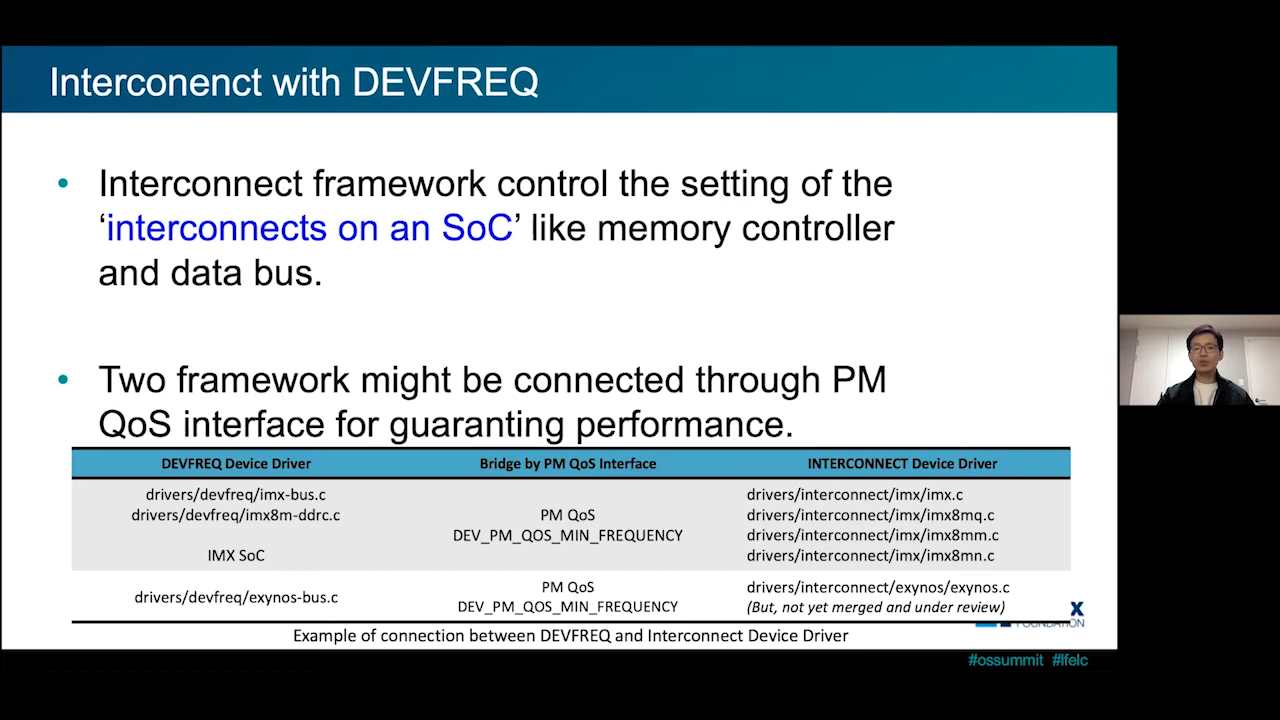 Interconenct with DEVFREQ
• Interconnect framework control the setting of the
‘interconnects on an SoC’ like memory controller
and data bus.
• Two framework might be connected through PM
QoS interface for guaranting performance.
DEVFREQ Device Driver Bridge by PM QoS Interface INTERCONNECT Device Driver
drivers/devfreq/imx-bus.c
drivers/devfreq/imx8m-ddrc.c
IMX SoC
PM QoS
DEV_PM_QOS_MIN_FREQUENCY
drivers/interconnect/imx/imx.c
drivers/interconnect/imx/imx8mq.c
drivers/interconnect/imx/imx8mm.c
drivers/interconnect/imx/imx8mn.c
drivers/devfreq/exynos-bus.c
PM QoS
DEV_PM_QOS_MIN_FREQUENCY
drivers/interconnect/exynos/exynos.c
(But, not yet merged and under review)
X
FOUNDATION
Example of connection between DEVFREQ and Interconnect Device Driver
#ossummit #lfelc